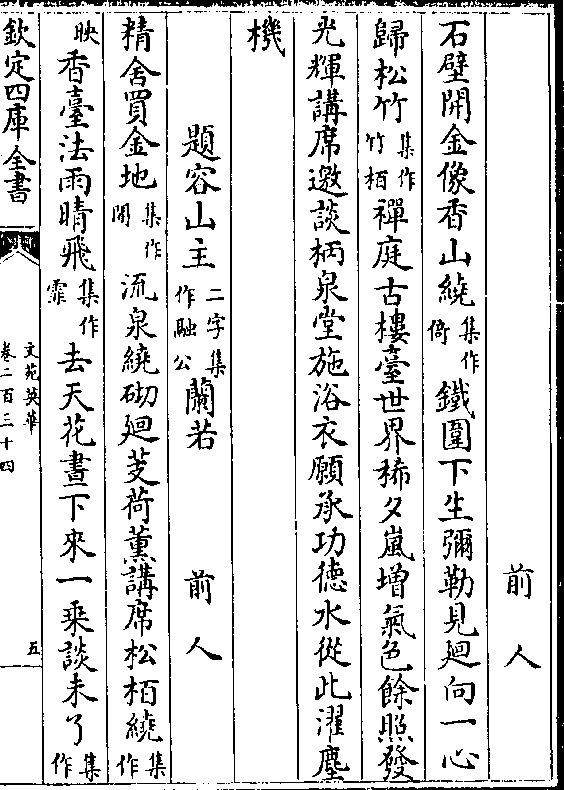 前人
石壁開金像香山繞集作倚鐵圍下生彌勒見廻向一心
歸松竹集作竹栢禪庭古樓臺世界稀夕嵐增氣色餘照發
光輝講席邀談柄泉堂施浴衣願承功德水從此濯塵
機
題容山主二字集作融公蘭若 前人
精舍買金地集作開流泉繞砌廻芰荷薰講席松栢繞集作
映香臺法雨晴飛集作霏去天花晝下來一乗談未了集作
欽定四庫全書
文苑英華
卷二百三十四
五